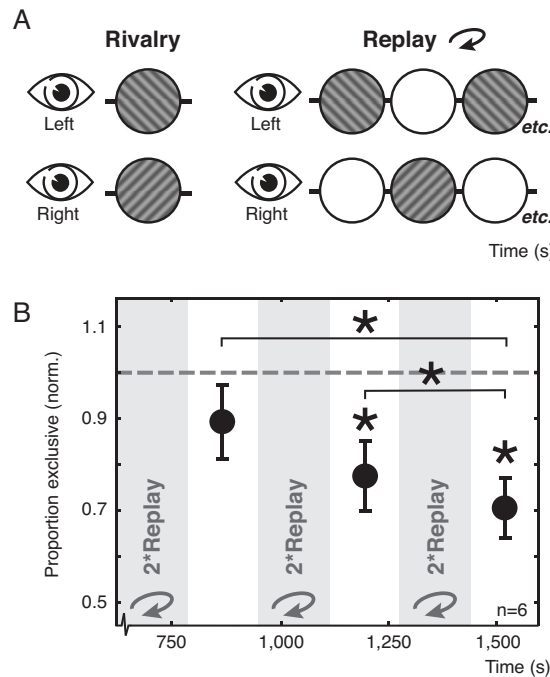 A
Rivalry
Replay
Left
Left
etc.
Right
Right
etc.
Time (s)
B
Proportion exclusive (norm.)
1.1
0.9
0.7
0.5
*
*
*
*
2*Replay
2*Replay
2*Replay
n=6
750
1,000
1,250
1,500
Time (s)